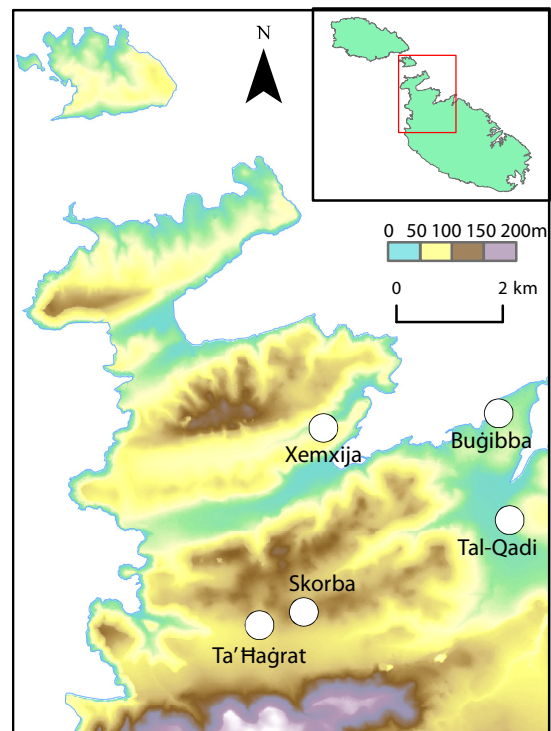 N
0 50 100 150 200m
0 2 km
Xemxija
Buġibba
Tal-Qadi
Skorba
Ta’Ħaġrat